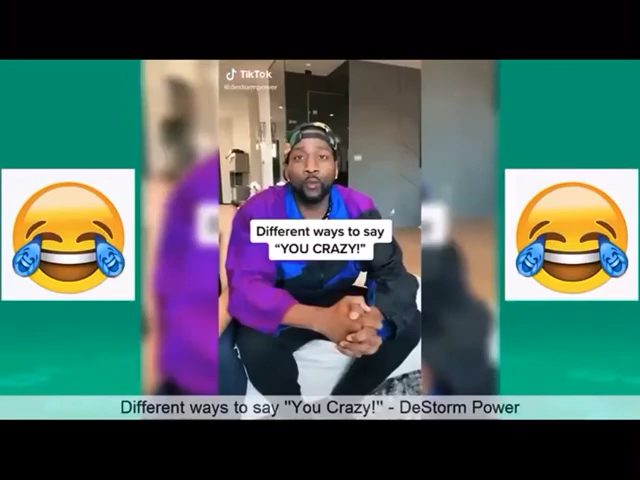 TikTok
@destormpower
Different ways to say
“YOU CRAZY!”
Different ways to say "You Crazy!" - DeStorm Power